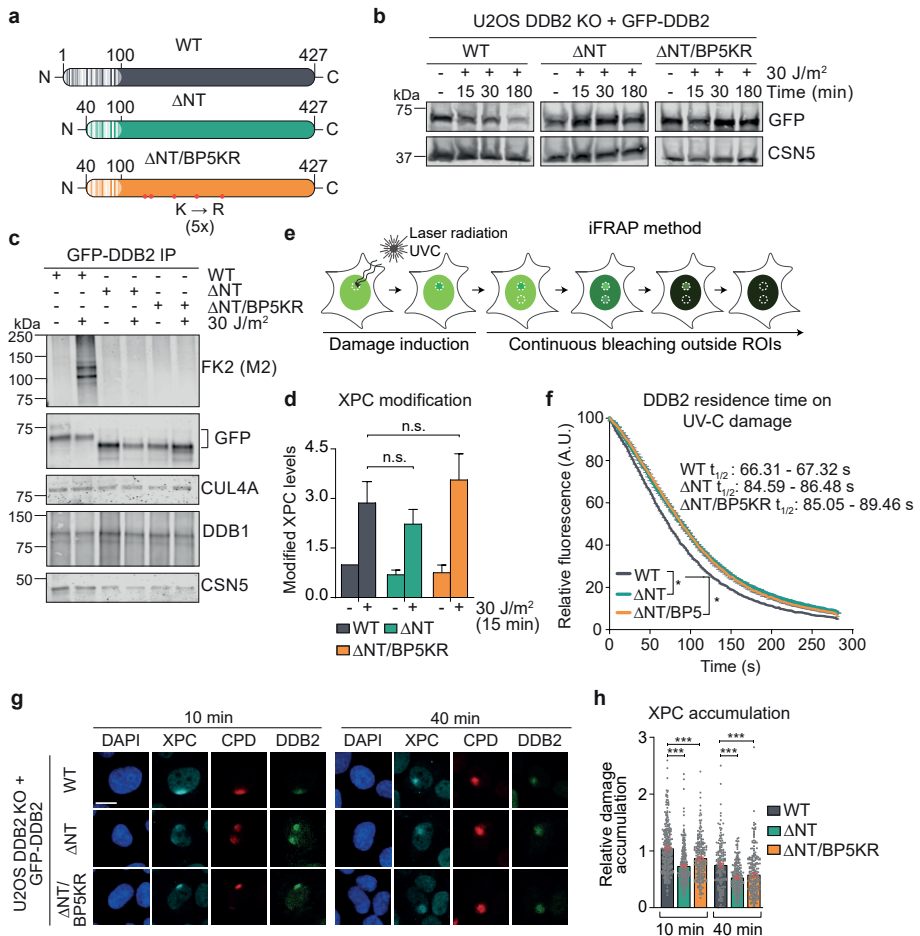 a
1 100 427
WT
N C
40 100 427
ΔNT
N C
ΔNT/BP5KR
40 100 427
N C
K → R
(5x)
b
U2OS DDB2 KO + GFP-DDB2
WT ΔNT ΔNT/BP5KR
- + + + - + + + - + + + 30 J/m²
- 15 30 180 - 15 30 180 - 15 30 180 Time (min)
kDa
75
GFP
37
CSN5
c
GFP-DDB2 IP
+ + - - - - WT
- - + + - - ΔNT
- - - - + + ΔNT/BP5KR
- + - + - + 30 J/m²
kDa
250
150
100
75
FK2 (M2)
75
GFP
CUL4A
150
100
75
DDB1
50
CSN5
d
XPC modification
n.s.
n.s.
Modified XPC levels
4.5
3.0
1.5
0.0
- + - + - + 30 J/m²
(15 min)
WT ΔNT
ΔNT/BP5KR
e
Laser radiation
UVC
iFRAP method
Damage induction
Continuous bleaching outside ROIs
f
DDB2 residence time on
UV-C damage
Relative fluorescence (A.U.)
100
80
60
40
20
0
WT t1/2 : 66.31 - 67.32 s
ΔNT t1/2: 84.59 - 86.48 s
ΔNT/BP5KR t1/2: 85.05 - 89.46 s
WT
ΔNT
ΔNT/BP5
*
*
0 50 100 150 200 250 300
Time (s)
g
10 min 40 min
DAPI XPC CPD DDB2 DAPI XPC CPD DDB2
U2OS DDB2 KO +
GFP-DDB2
WT
ΔNT
ΔNT/
BP5KR
h
XPC accumulation
Relative damage
accumulation
3
2
1
0
***
***
***
***
WT
ΔNT
ΔNT/BP5KR
10 min 40 min